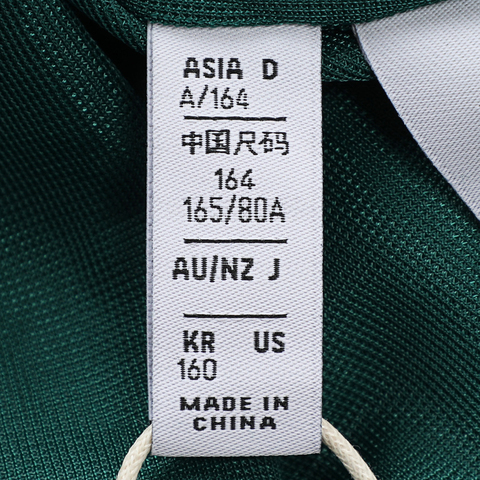 ASIA D
A/164
中国尺码
164
165/80A
AU/NZ J
KR US
160
MADE IN
CHINA